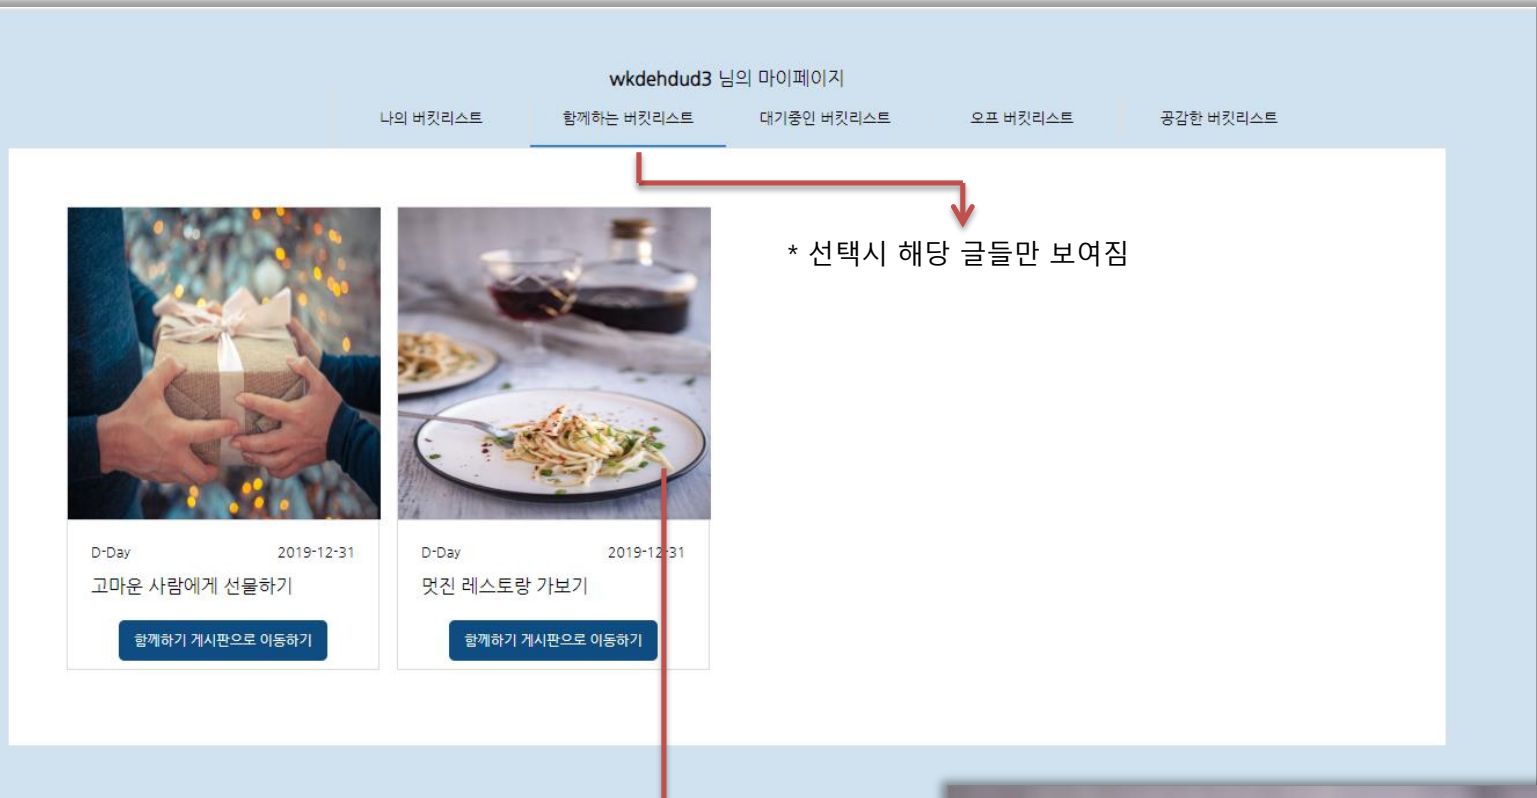 wkdehdud3 님의 마이페이지
나의 버킷리스트 함께하는 버킷리스트 대기중인 버킷리스트 오프 버킷리스트 공감한 버킷리스트
* 선택시 해당 글들만 보여짐
D-Day 2019-12-31
고마운 사람에게 선물하기
함께하기 게시판으로 이동하기
D-Day 2019-12-31
멋진 레스토랑 가보기
함께하기 게시판으로 이동하기